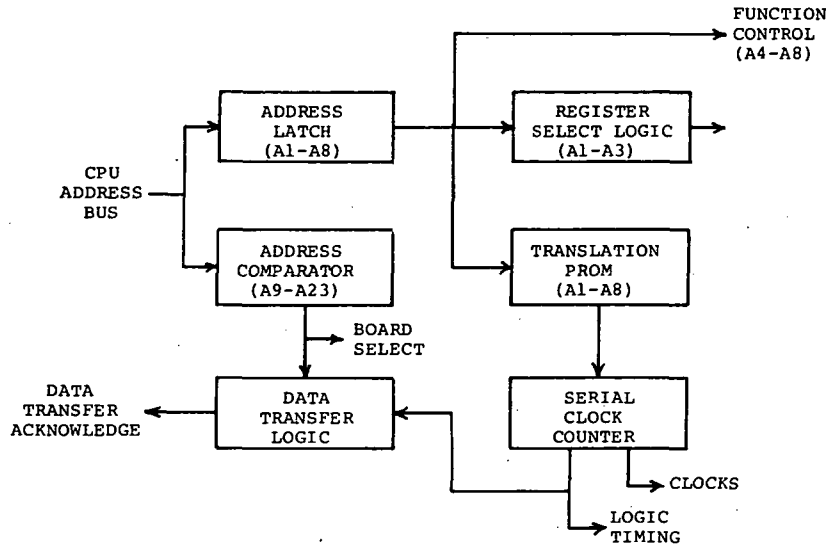 FUNCTION
CONTROL
(A4-A8)
ADDRESS
LATCH
(A1-A8)
REGISTER
SELECT LOGIC
(A1-A3)
CPU
ADDRESS
BUS
ADDRESS
COMPARATOR
(A9-A23)
TRANSLATION
PROM
(A1-A8)
BOARD
SELECT
DATA
TRANSFER
ACKNOWLEDGE
DATA
TRANSFER
LOGIC
SERIAL
CLOCK
COUNTER
CLOCKS
LOGIC
TIMING